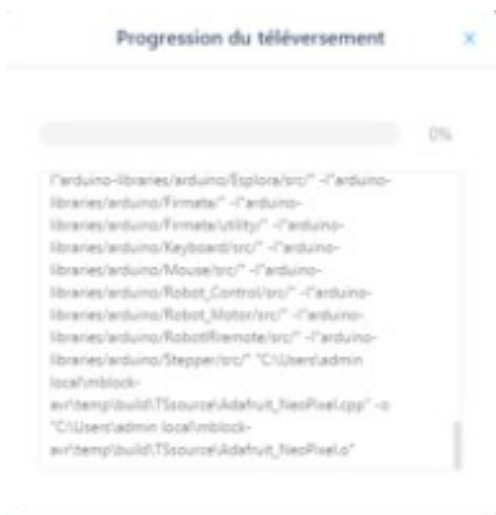 Progression du téléversement ×
0%
I"arduino-libraries/arduino/Esplora/src/" -I"arduino-
libraries/arduino/Firmata/" -I"arduino-
libraries/arduino/Firmata/utility/" -I"arduino-
libraries/arduino/Keyboard/src/" -I"arduino-
libraries/arduino/Mouse/src/" -I"arduino-
libraries/arduino/Robot_Control/src/" -I"arduino-
libraries/arduino/Robot_Motor/src/" -I"arduino-
libraries/arduino/RobotIRremote/src/" -I"arduino-
libraries/arduino/Stepper/src/" "C:\Users\admin
local\mblock-
avr\temp\build\TSsource\Adafruit_NeoPixel.cpp" -o
"C:\Users\admin local\mblock-
avr\temp\build\TSsource\Adafruit_NeoPixel.o"